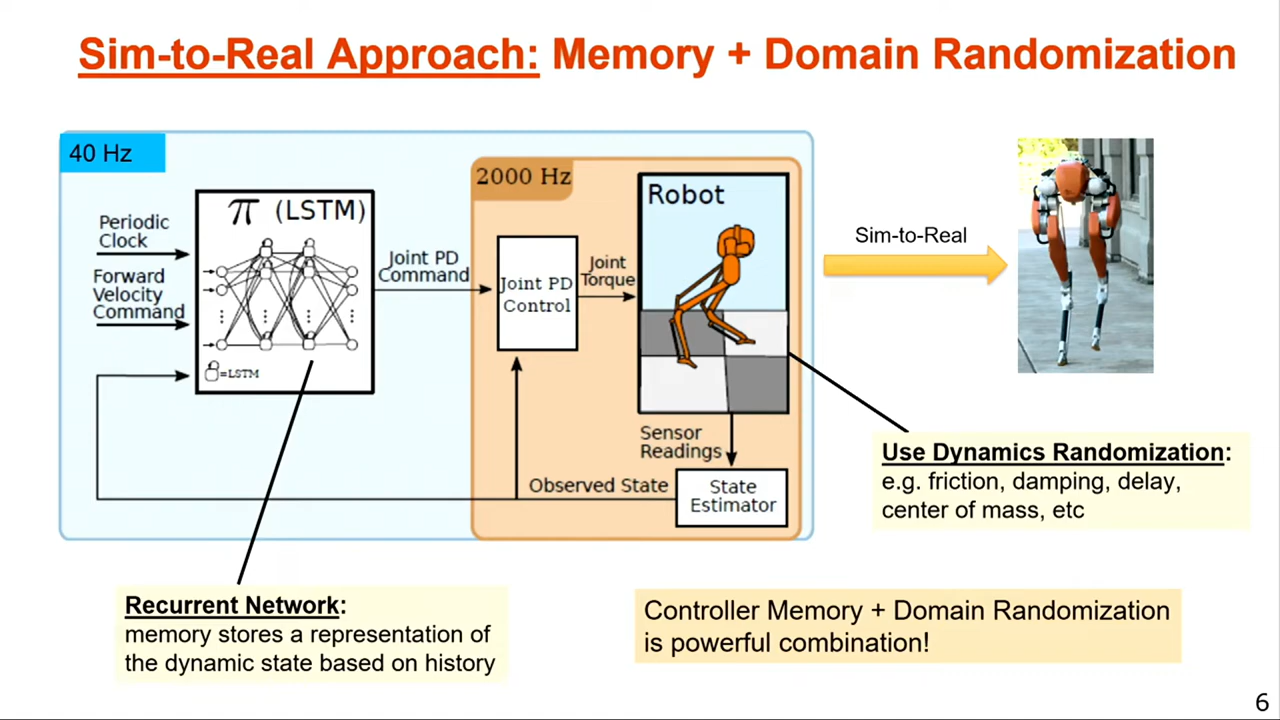 Sim-to-Real Approach: Memory + Domain Randomization
40 Hz
2000 Hz
π (LSTM)
Robot
Periodic
Clock
Forward
Velocity
Command
=LSTM
Joint PD
Command
Joint PD
Control
Joint
Torque
Sensor
Readings
Observed State
State
Estimator
Sim-to-Real
Use Dynamics Randomization:
e.g. friction, damping, delay,
center of mass, etc
Recurrent Network:
memory stores a representation of
the dynamic state based on history
Controller Memory + Domain Randomization
is powerful combination!
6